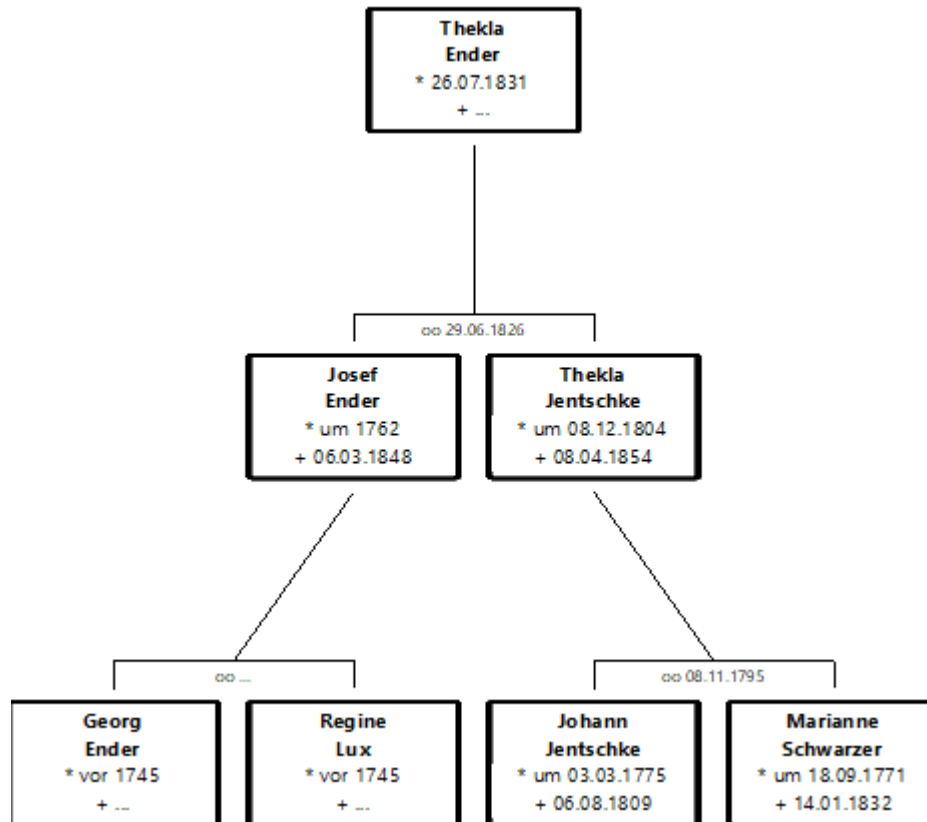 Thekla
Ender
* 26.07.1831
+ ...
oo 29.06.1826
Josef
Ender
* um 1762
+ 06.03.1848
Thekla
Jentschke
* um 08.12.1804
+ 08.04.1854
oo ...
oo 08.11.1795
Georg
Ender
* vor 1745
+ ...
Regine
Lux
* vor 1745
+ ...
Johann
Jentschke
* um 03.03.1775
+ 06.08.1809
Marianne
Schwarzer
* um 18.09.1771
+ 14.01.1832